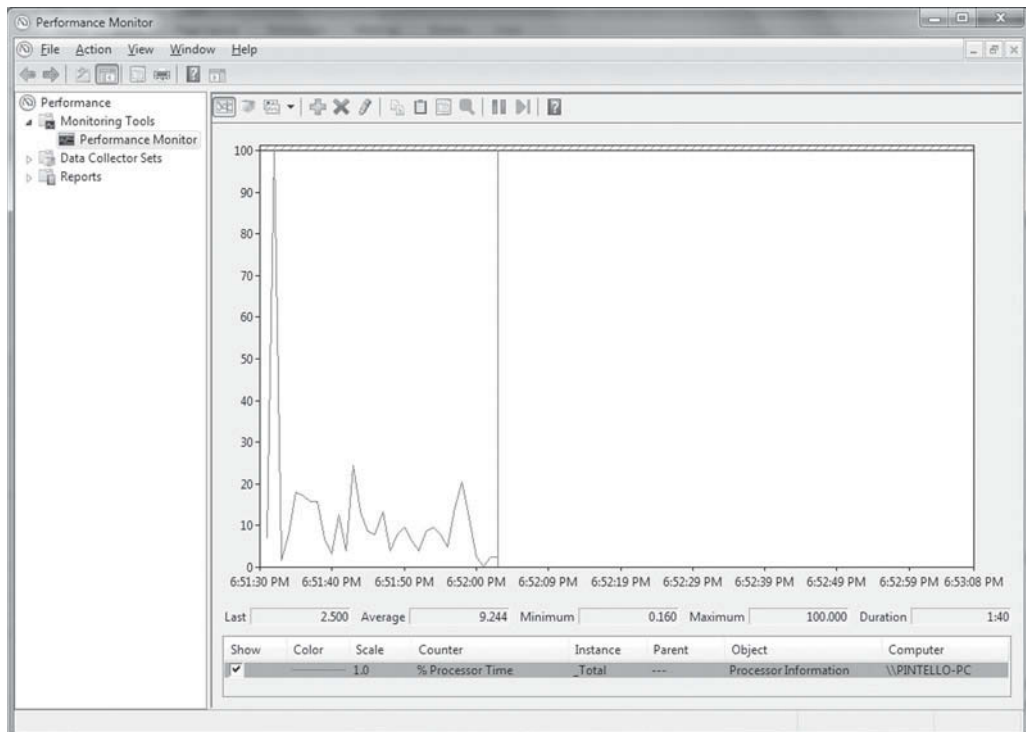 Performance Monitor
File Action View Window Help
Performance
Monitoring Tools
Performance Monitor
Data Collector Sets
Reports
100
90
80
70
60
50
40
30
20
10
0
6:51:30 PM 6:51:40 PM 6:51:50 PM 6:52:00 PM 6:52:09 PM 6:52:19 PM 6:52:29 PM 6:52:39 PM 6:52:49 PM 6:52:59 PM 6:53:08 PM
Last 2.500 Average 9.244 Minimum 0.160 Maximum 100.000 Duration 1:40
Show Color Scale Counter Instance Parent Object Computer
1.0 % Processor Time _Total --- Processor Information \\PINTELLO-PC